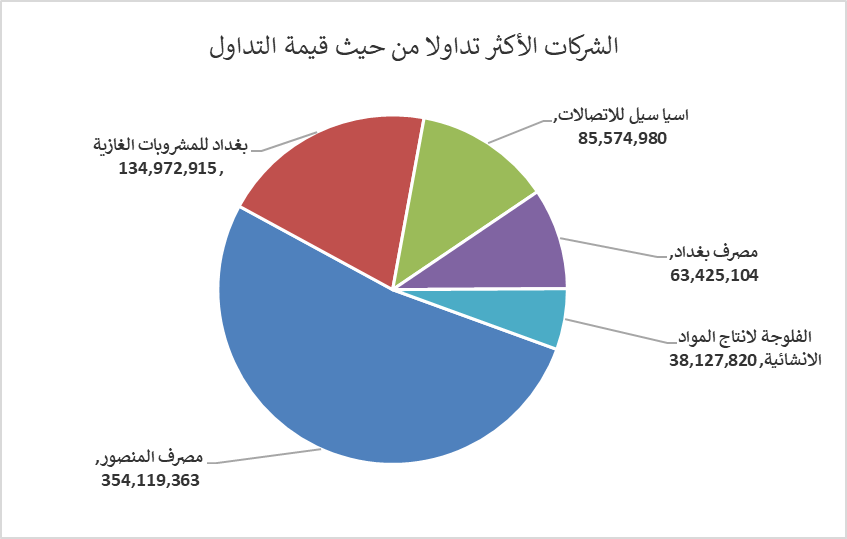 الشركات الأكثر تداولا من حيث قيمة التداول
اسيا سيل للاتصالات,
85,574,980
بغداد للمشروبات الغازية
134,972,915 ,
مصرف بغداد,
63,425,104
الفلوجة لانتاج المواد
الانشائية, 38,127,820
مصرف المنصور,
354,119,363